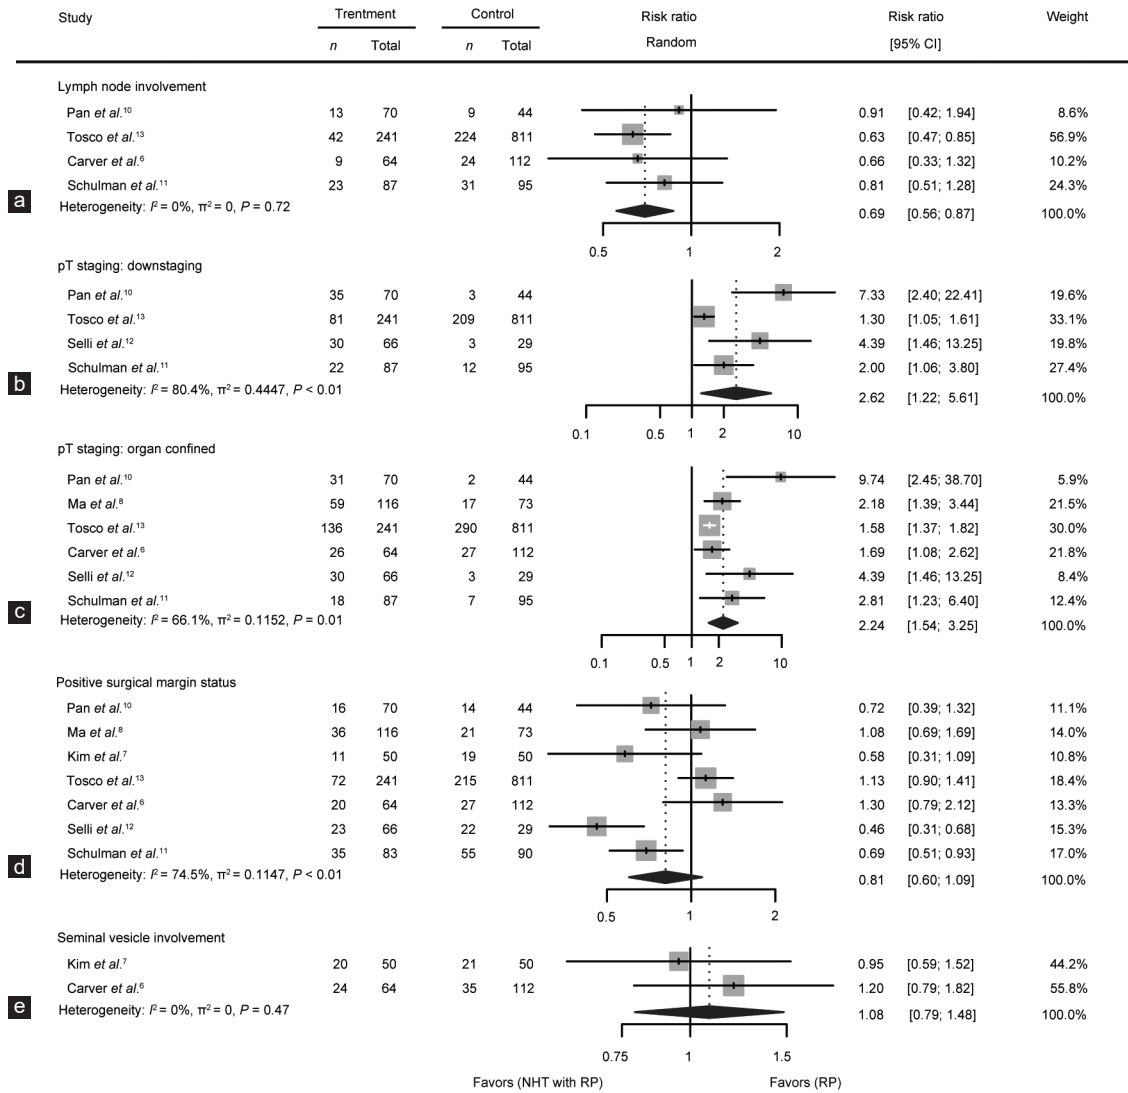 Study Trentment Control Risk ratio Risk ratio Weight
n Total n Total Random [95% CI]
Lymph node involvement
Pan et al.10 13 70 9 44 0.91 [0.42; 1.94] 8.6%
Tosco et al.13 42 241 224 811 0.63 [0.47; 0.85] 56.9%
Carver et al.6 9 64 24 112 0.66 [0.33; 1.32] 10.2%
Schulman et al.11 23 87 31 95 0.81 [0.51; 1.28] 24.3%
a Heterogeneity: I² = 0%, π² = 0, P = 0.72 0.69 [0.56; 0.87] 100.0%
0.5 1 2
pT staging: downstaging
Pan et al.10 35 70 3 44 7.33 [2.40; 22.41] 19.6%
Tosco et al.13 81 241 209 811 1.30 [1.05; 1.61] 33.1%
Selli et al.12 30 66 3 29 4.39 [1.46; 13.25] 19.8%
Schulman et al.11 22 87 12 95 2.00 [1.06; 3.80] 27.4%
b Heterogeneity: I² = 80.4%, π² = 0.4447, P < 0.01 2.62 [1.22; 5.61] 100.0%
0.1 0.5 1 2 10
pT staging: organ confined
Pan et al.10 31 70 2 44 9.74 [2.45; 38.70] 5.9%
Ma et al.8 59 116 17 73 2.18 [1.39; 3.44] 21.5%
Tosco et al.13 136 241 290 811 1.58 [1.37; 1.82] 30.0%
Carver et al.6 26 64 27 112 1.69 [1.08; 2.62] 21.8%
Selli et al.12 30 66 3 29 4.39 [1.46; 13.25] 8.4%
Schulman et al.11 18 87 7 95 2.81 [1.23; 6.40] 12.4%
c Heterogeneity: I² = 66.1%, π² = 0.1152, P = 0.01 2.24 [1.54; 3.25] 100.0%
0.1 0.5 1 2 10
Positive surgical margin status
Pan et al.10 16 70 14 44 0.72 [0.39; 1.32] 11.1%
Ma et al.8 36 116 21 73 1.08 [0.69; 1.69] 14.0%
Kim et al.7 11 50 19 50 0.58 [0.31; 1.09] 10.8%
Tosco et al.13 72 241 215 811 1.13 [0.90; 1.41] 18.4%
Carver et al.6 20 64 27 112 1.30 [0.79; 2.12] 13.3%
Selli et al.12 23 66 22 29 0.46 [0.31; 0.68] 15.3%
Schulman et al.11 35 83 55 90 0.69 [0.51; 0.93] 17.0%
d Heterogeneity: I² = 74.5%, π² = 0.1147, P < 0.01 0.81 [0.60; 1.09] 100.0%
0.5 1 2
Seminal vesicle involvement
Kim et al.7 20 50 21 50 0.95 [0.59; 1.52] 44.2%
Carver et al.6 24 64 35 112 1.20 [0.79; 1.82] 55.8%
e Heterogeneity: I² = 0%, π² = 0, P = 0.47 1.08 [0.79; 1.48] 100.0%
0.75 1 1.5
Favors (NHT with RP) Favors (RP)